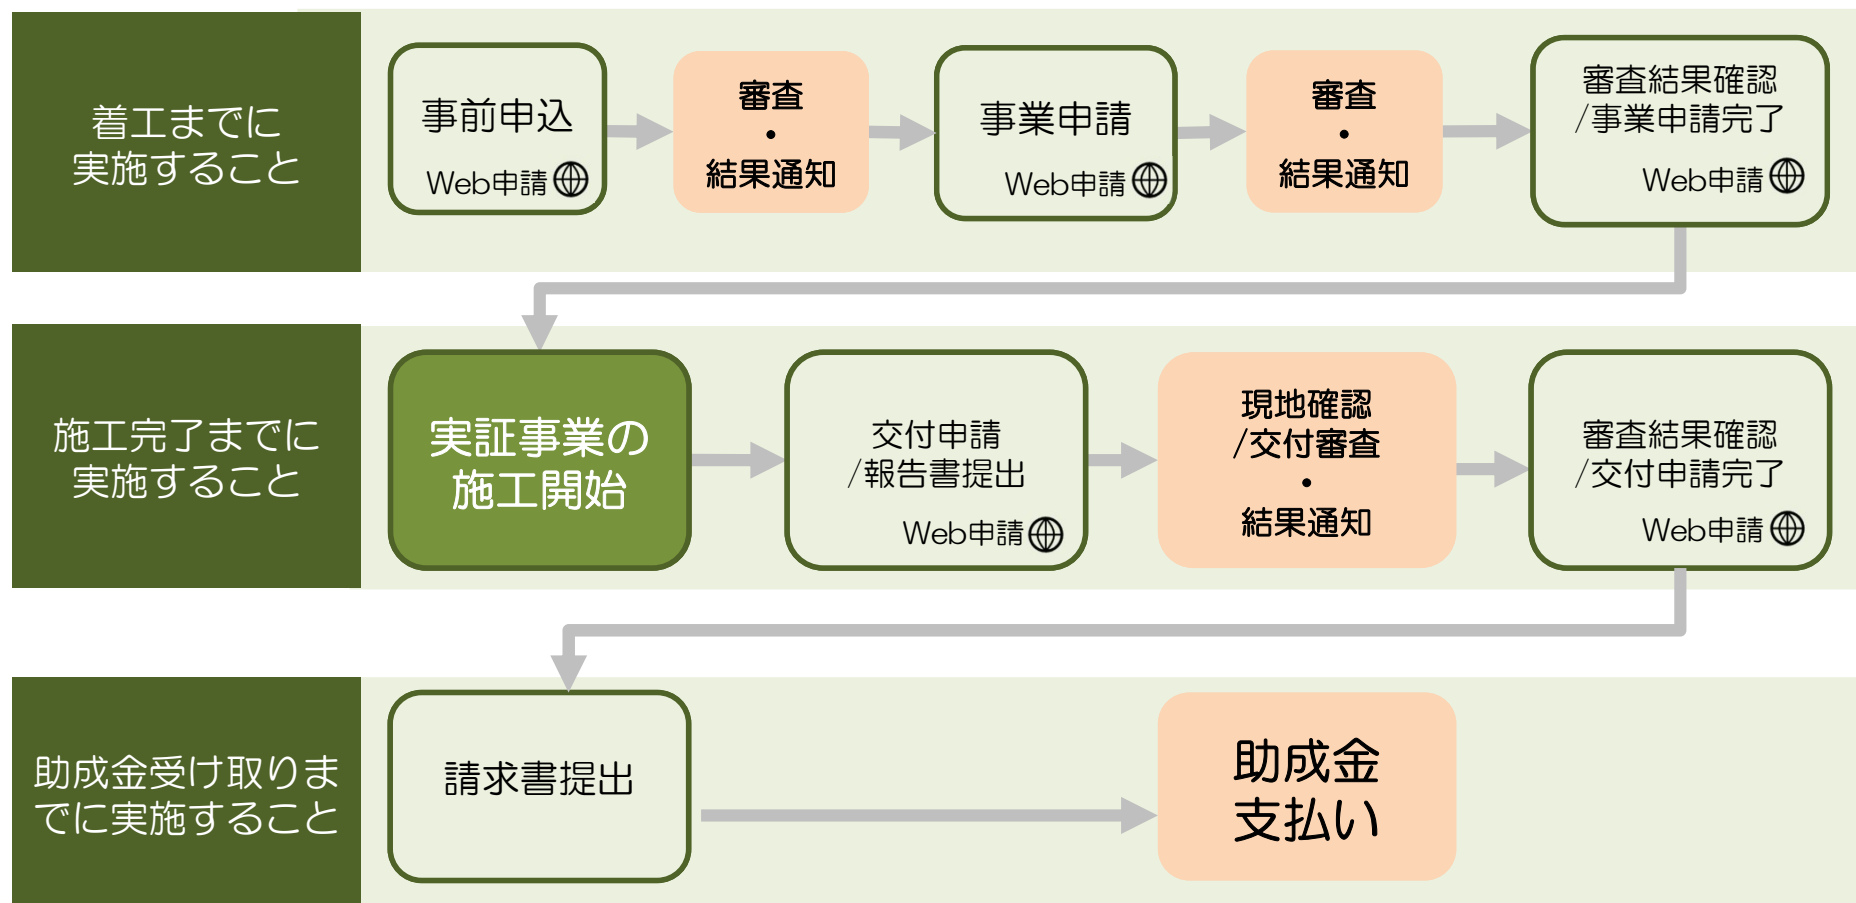 着工までに
実施すること
事前申込
Web申請
審査
・
結果通知
事業申請
Web申請
審査
・
結果通知
審査結果確認
/事業申請完了
Web申請
施工完了までに
実施すること
実証事業の
施工開始
交付申請
/報告書提出
Web申請
現地確認
/交付審査
・
結果通知
審査結果確認
/交付申請完了
Web申請
助成金受け取りま
でに実施すること
請求書提出
助成金
支払い